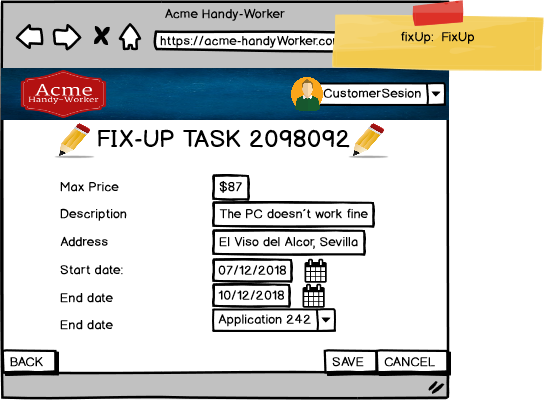 Acme Handy-Worker
https://acme-handyWorker.co
fixUp: FixUp
Acme
Handy-Worker
CustomerSesion
FIX-UP TASK 2098092
Max Price
$87
Description
The PC doesn´t work fine
Address
El Viso del Alcor, Sevilla
Start date:
07/12/2018
End date
10/12/2018
End date
Application 242
BACK
SAVE
CANCEL